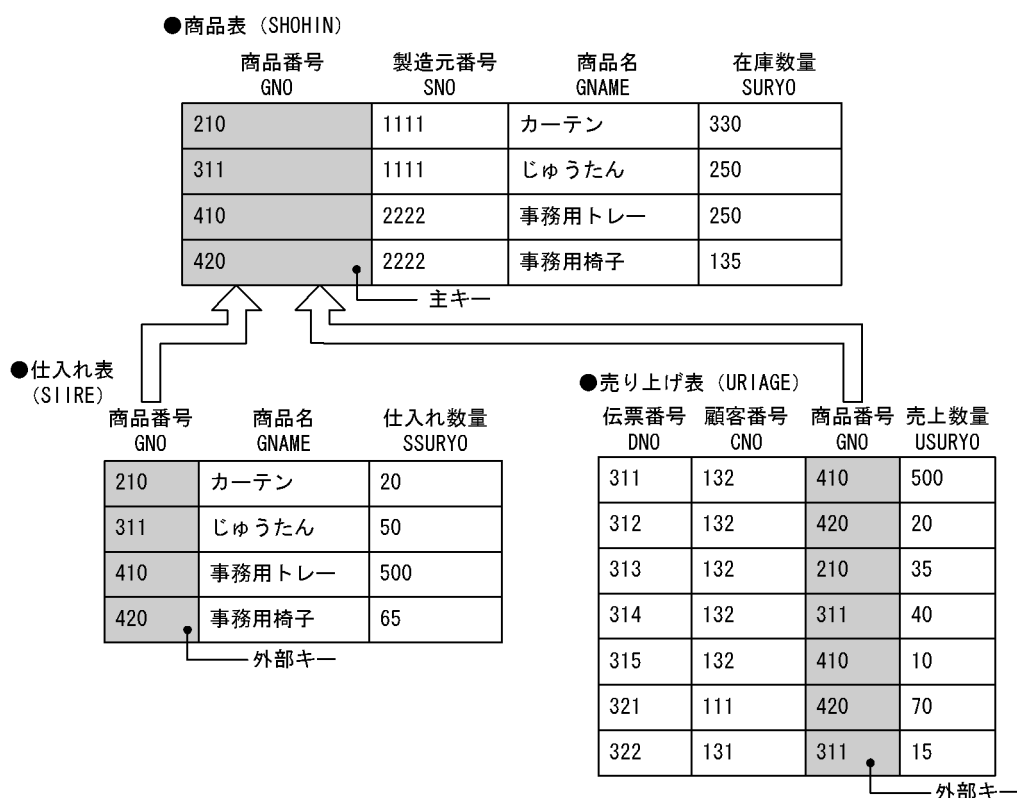 ●商品表（SHOHIN）
商品番号 製造元番号 商品名 在庫数量
GNO SNO GNAME SURYO
210 1111 カーテン 330
311 1111 じゅうたん 250
410 2222 事務用トレー 250
420 2222 事務用椅子 135
主キー
●仕入れ表
（SIIRE）
商品番号 商品名 仕入れ数量
GNO GNAME SSURYO
210 カーテン 20
311 じゅうたん 50
410 事務用トレー 500
420 事務用椅子 65
外部キー
●売り上げ表（URIAGE）
伝票番号 顧客番号 商品番号 売上数量
DNO CNO GNO USURYO
311 132 410 500
312 132 420 20
313 132 210 35
314 132 311 40
315 132 410 10
321 111 420 70
322 131 311 15
外部キー